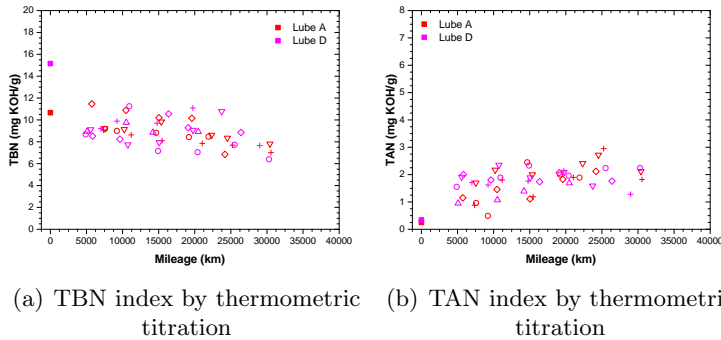 20
18
16
14
12
10
8
6
4
2
0
TBN (mg KOH/g)
Lube A
Lube D
0 5000 10000 15000 20000 25000 30000 35000 40000
Mileage (km)
(a) TBN index by thermometric
titration
8
7
6
5
4
3
2
1
0
TAN (mg KOH/g)
Lube A
Lube D
0 5000 10000 15000 20000 25000 30000 35000 40000
Mileage (km)
(b) TAN index by thermometri
titration